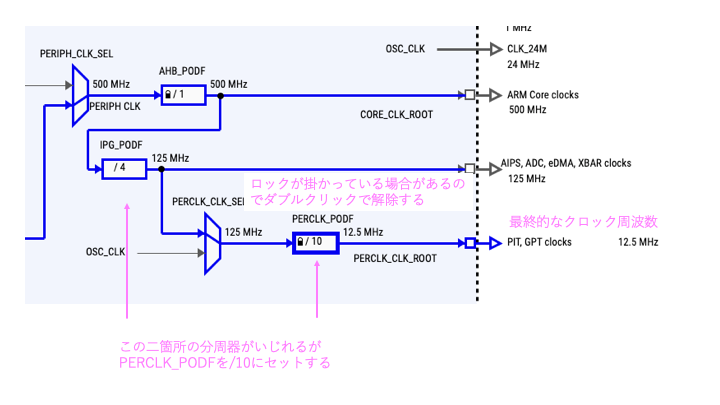 1 MHz
PERIPH_CLK_SEL
OSC_CLK
CLK_24M
24 MHz
AHB_PODF
500 MHz
/ 1
500 MHz
PERIPH CLK
ARM Core clocks
500 MHz
CORE_CLK_ROOT
IPG_PODF
125 MHz
/ 4
AIPS, ADC, eDMA, XBAR clocks
125 MHz
ロックが掛かっている場合があるの
でダブルクリックで解除する
PERCLK_CLK_SEL
PERCLK_PODF
最終的なクロック周波数
125 MHz
/ 10
12.5 MHz
PIT, GPT clocks
12.5 MHz
OSC_CLK
PERCLK_CLK_ROOT
この二箇所の分周器がいじれるが
PERCLK_PODFを/10にセットする